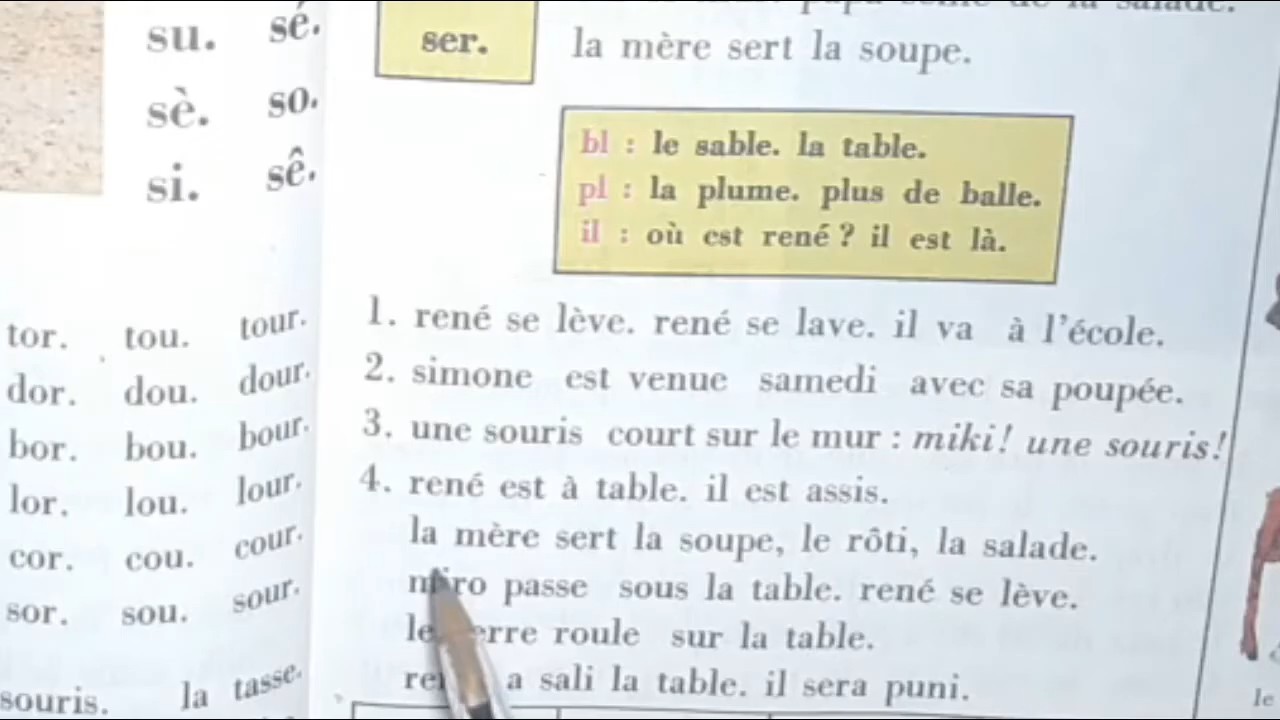 su. sé.
sè. so.
si. sê.
tor. tou. tour.
dor. dou. dour.
bor. bou. bour.
lor. lou. lour.
cor. cou. cour.
sor. sou. sour.
souris. la tasse.
ser. la mère sert la soupe.
bl : le sable. la table.
pl : la plume. plus de balle.
il : où est rené ? il est là.
1. rené se lève. rené se lave. il va à l'école.
2. simone est venue samedi avec sa poupée.
3. une souris court sur le mur : miki! une souris!
4. rené est à table. il est assis.
la mère sert la soupe, le rôti, la salade.
miro passe sous la table. rené se lève.
le erre roule sur la table.
re a sali la table. il sera puni.
le